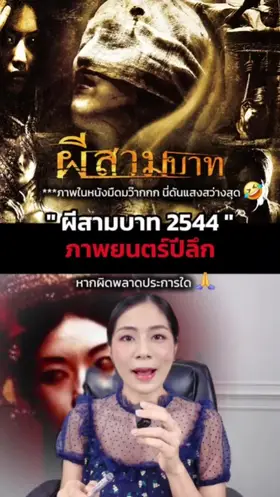 ผีสามบาท
***ภาพในหนังมืดมว๊ากกก นี่ดันแสงสว่างสุด 🤣
" ผีสามบาท 2544 "
ภาพยนตร์ปีลึก
หากผิดพลาดประการใด 🙏